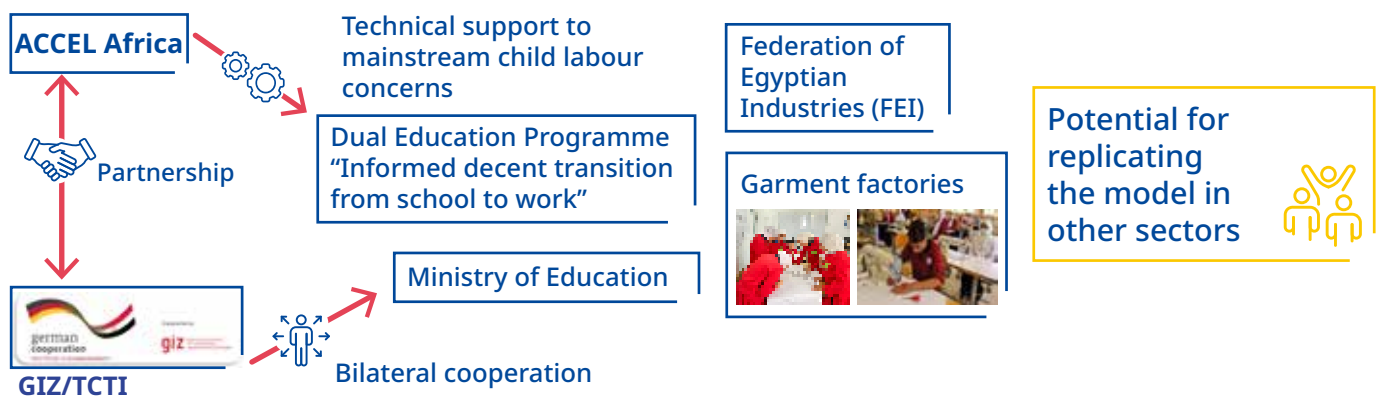 ACCEL Africa
Technical support to
mainstream child labour
concerns
Dual Education Programme
“Informed decent transition
from school to work”
Partnership
Ministry of Education
Bilateral cooperation
german
cooperation
giz
GIZ/TCTI
Federation of
Egyptian
Industries (FEI)
Garment factories
Potential for
replicating
the model in
other sectors